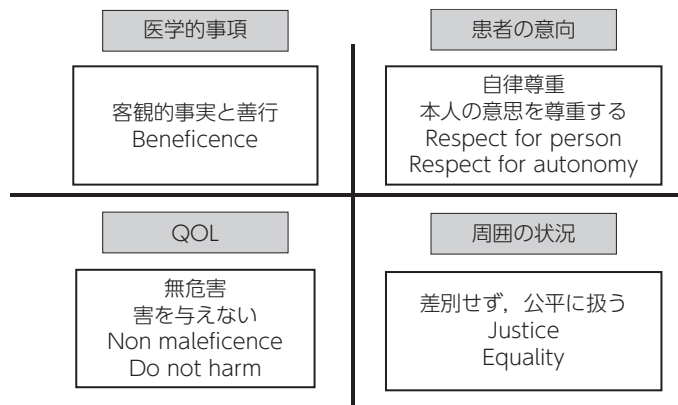 医学的事項
客観的事実と善行
Beneficence
患者の意向
自律尊重
本人の意思を尊重する
Respect for person
Respect for autonomy
QOL
無危害
害を与えない
Non maleficence
Do not harm
周囲の状況
差別せず，公平に扱う
Justice
Equality